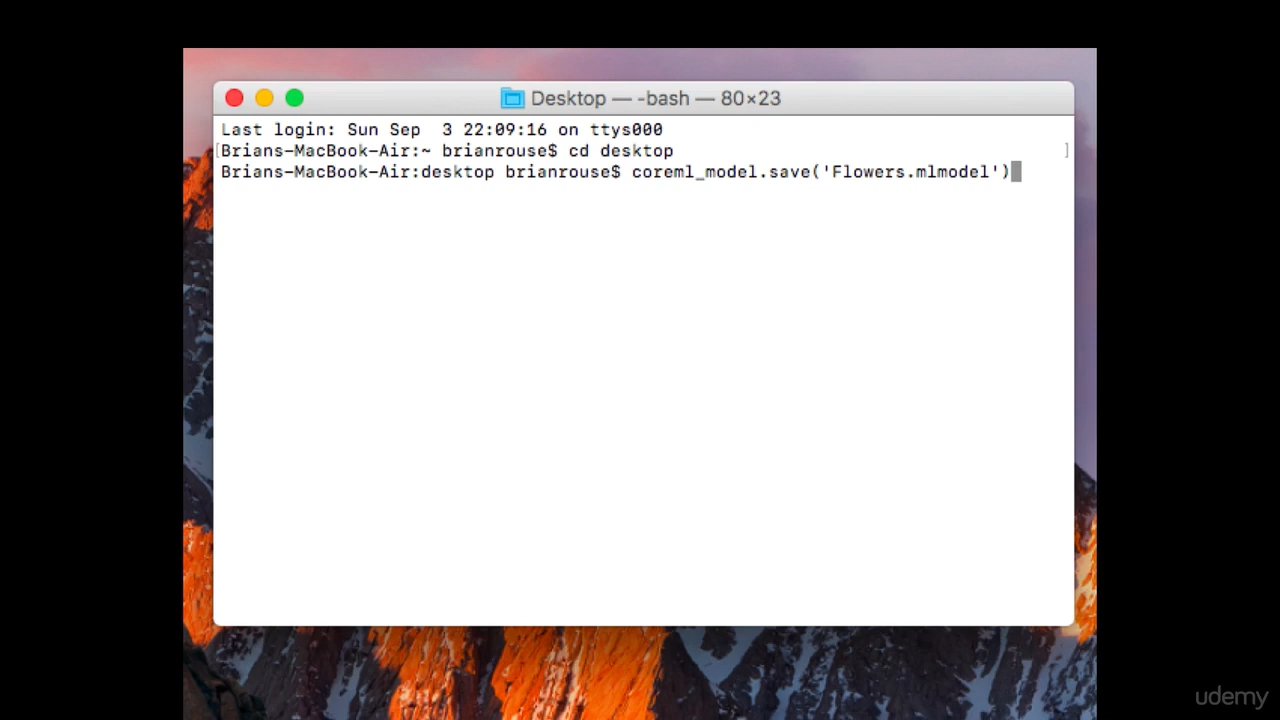 Desktop — -bash — 80×23
Last login: Sun Sep  3 22:09:16 on ttys000
[Brians-MacBook-Air:~ brianrouse$ cd desktop ]
Brians-MacBook-Air:desktop brianrouse$ coreml_model.save('Flowers.mlmodel')
udemy